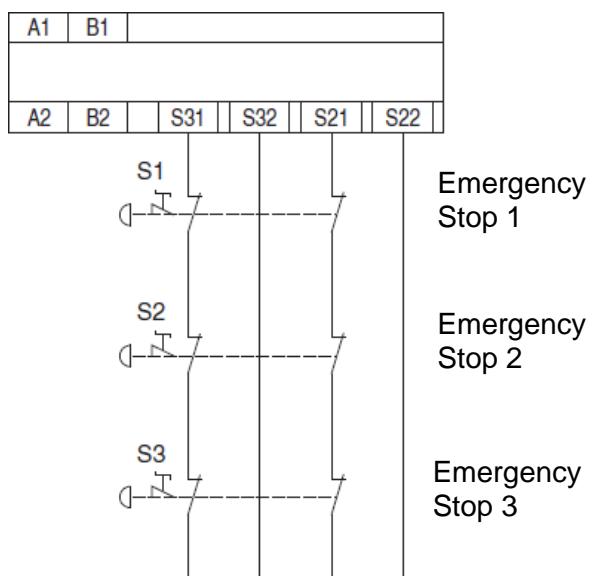 A1 B1
A2 B2 S31 S32 S21 S22
S1
Emergency
Stop 1
S2
Emergency
Stop 2
S3
Emergency
Stop 3